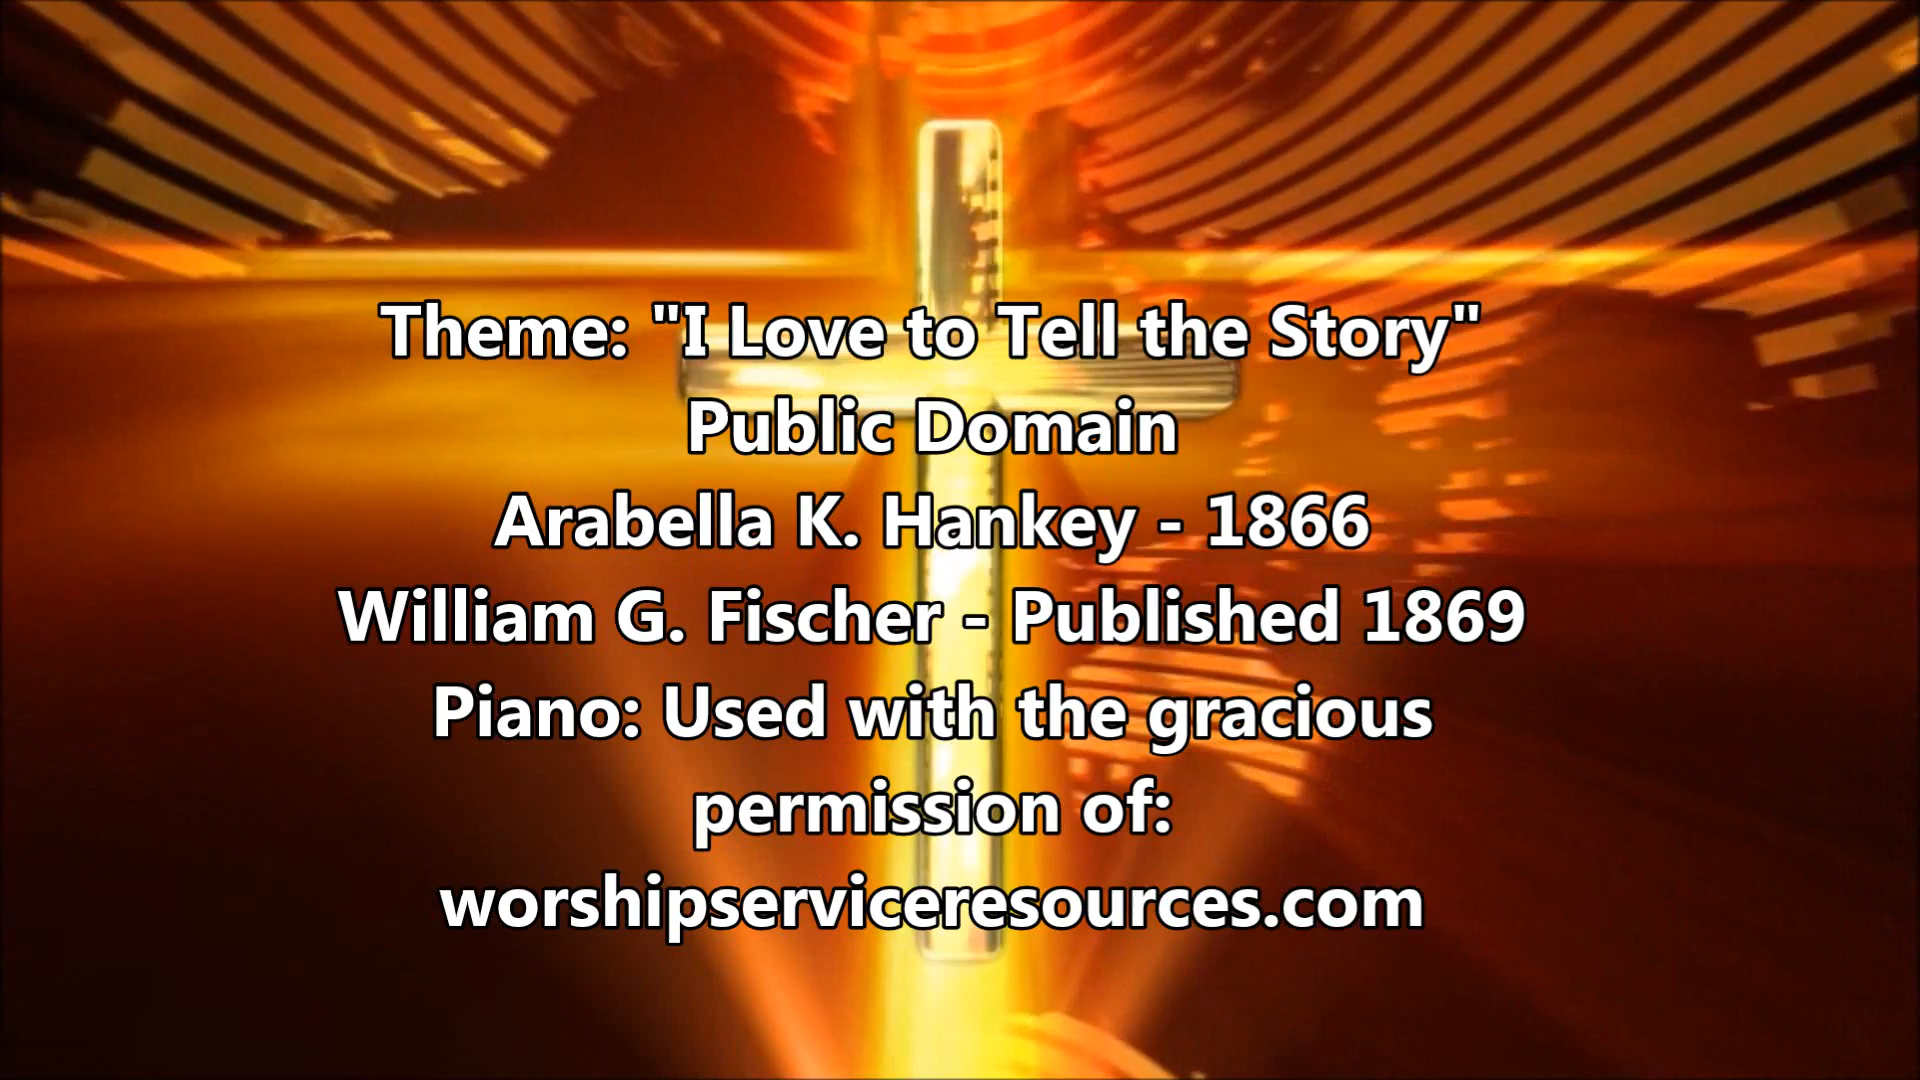 Theme: "I Love to Tell the Story"
Public Domain
Arabella K. Hankey - 1866
William G. Fischer - Published 1869
Piano: Used with the gracious
permission of:
worshipserviceresources.com